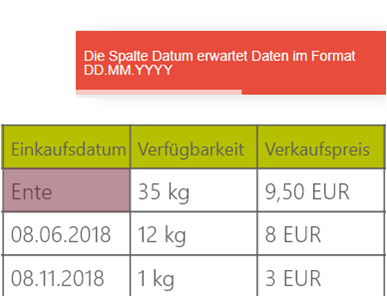 Die Spalte Datum erwartet Daten im Format
DD.MM.YYYY
Einkaufsdatum Verfügbarkeit Verkaufspreis
Ente 35 kg 9,50 EUR
08.06.2018 12 kg 8 EUR
08.11.2018 1 kg 3 EUR